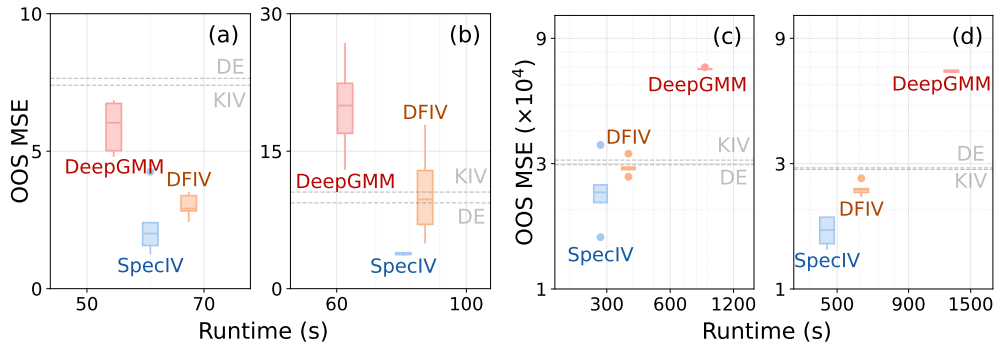 OOS MSE
10
5
0
(a)
DE
KIV
DeepGMM
DFIV
SpecIV
50
70
30
15
0
(b)
DFIV
DeepGMM
KIV
DE
SpecIV
60
100
Runtime (s)
OOS MSE (×10⁴)
9
3
1
(c)
DeepGMM
DFIV
KIV
DE
SpecIV
300
600
1200
9
3
1
(d)
DeepGMM
DE
KIV
DFIV
SpecIV
500
900
1500
Runtime (s)